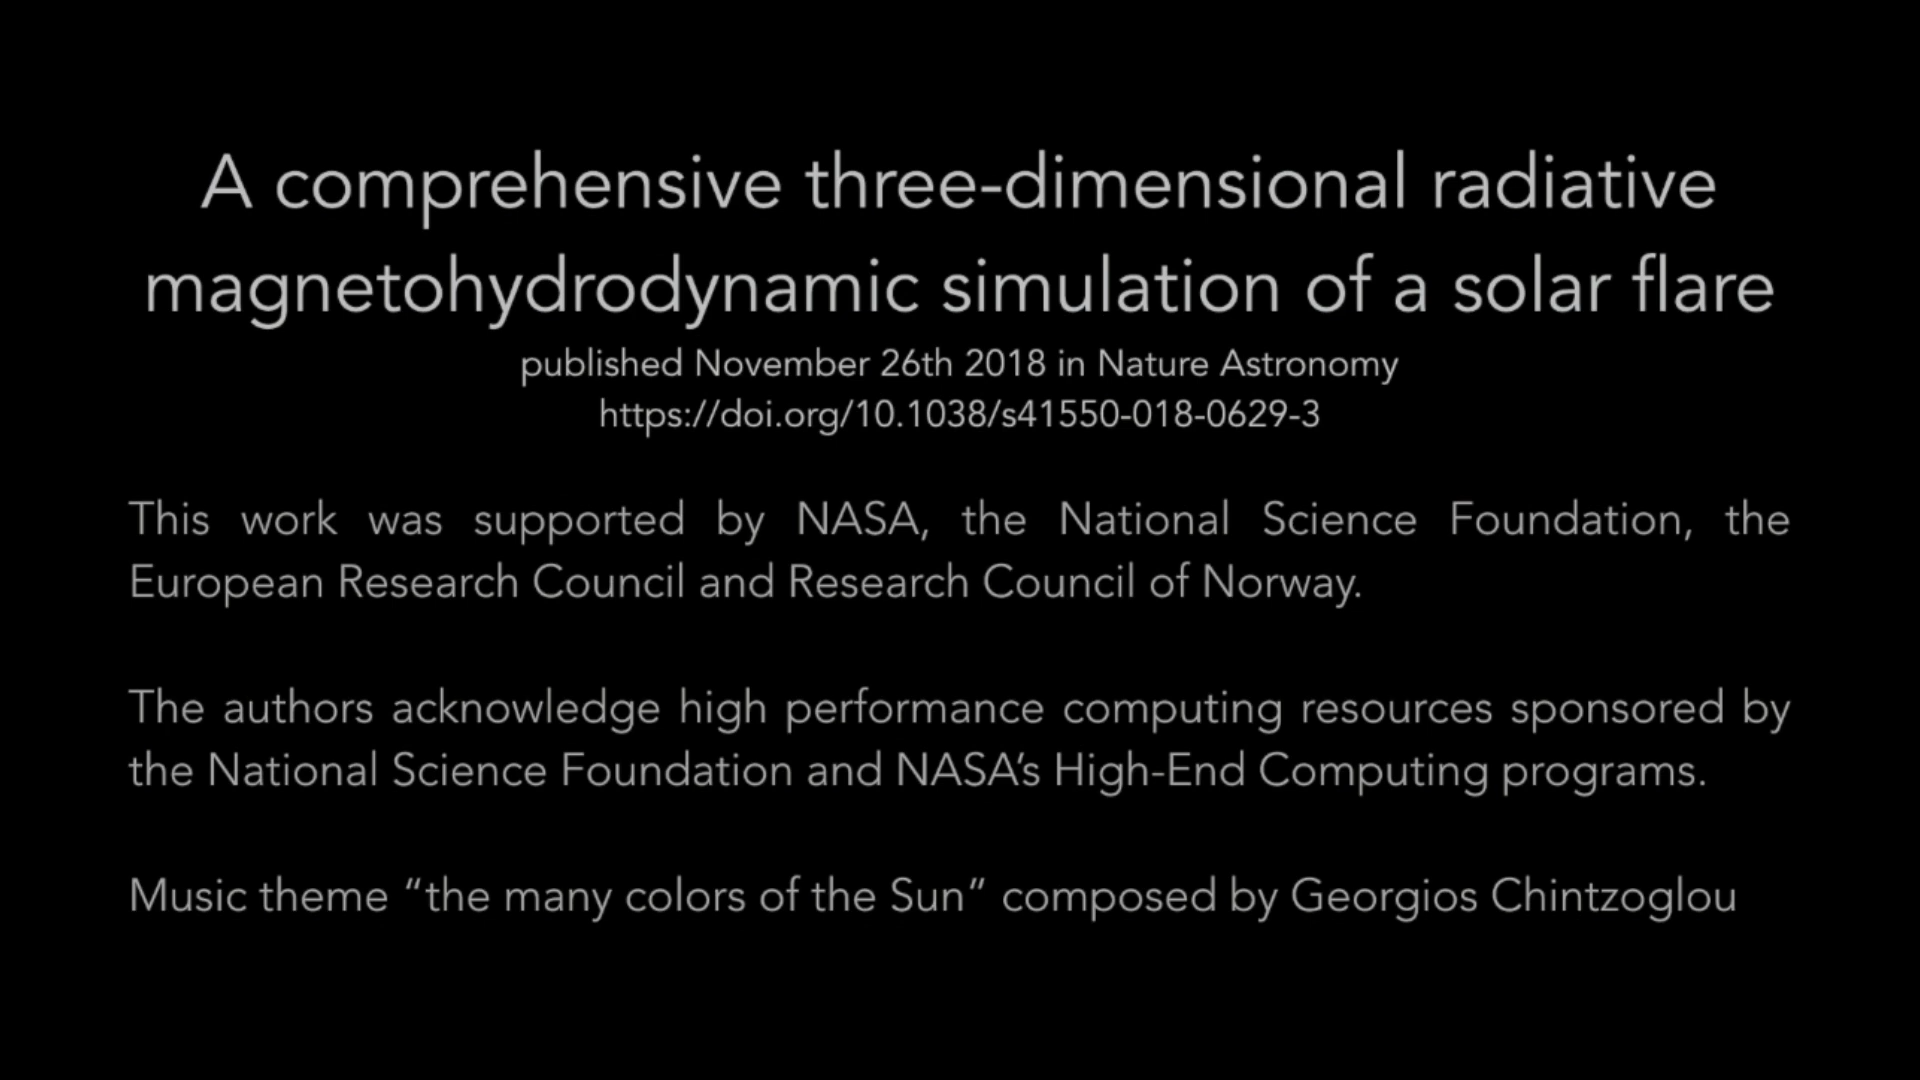 A comprehensive three-dimensional radiative
magnetohydrodynamic simulation of a solar flare
published November 26th 2018 in Nature Astronomy
https://doi.org/10.1038/s41550-018-0629-3
This work was supported by NASA, the National Science Foundation, the
European Research Council and Research Council of Norway.
The authors acknowledge high performance computing resources sponsored by
the National Science Foundation and NASA’s High-End Computing programs.
Music theme “the many colors of the Sun” composed by Georgios Chintzoglou